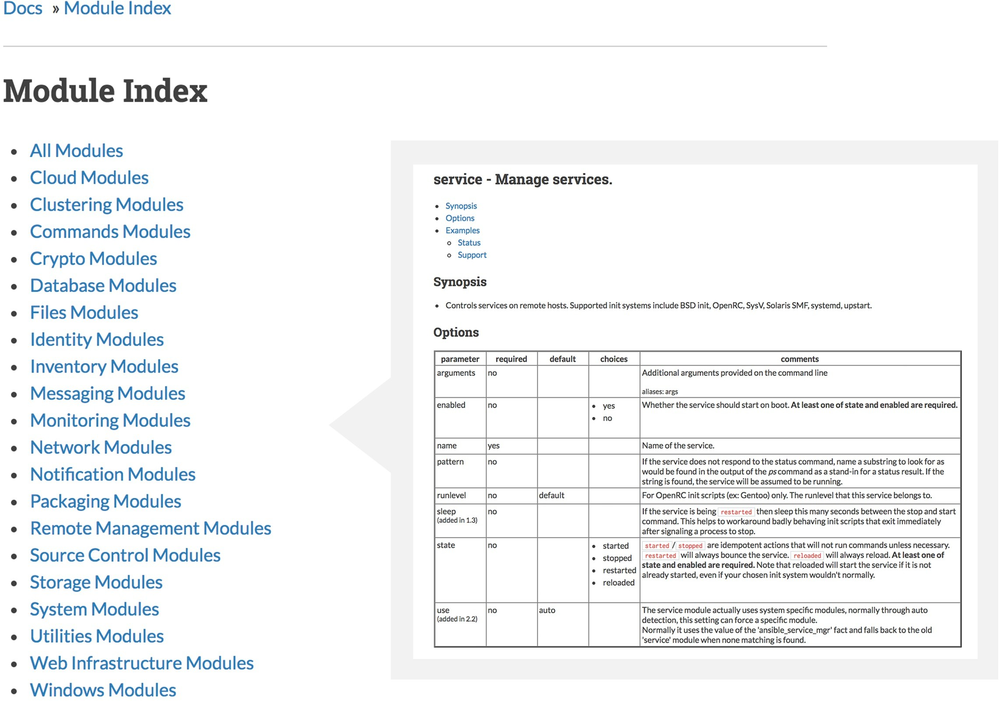 Docs » Module Index
Module Index
All Modules
Cloud Modules
Clustering Modules
Commands Modules
Crypto Modules
Database Modules
Files Modules
Identity Modules
Inventory Modules
Messaging Modules
Monitoring Modules
Network Modules
Notification Modules
Packaging Modules
Remote Management Modules
Source Control Modules
Storage Modules
System Modules
Utilities Modules
Web Infrastructure Modules
Windows Modules
service - Manage services.
Synopsis
Options
Examples
Status
Support
Synopsis
Controls services on remote hosts. Supported init systems include BSD init, OpenRC, SysV, Solaris SMF, systemd, upstart.
Options
parameter required default choices comments
arguments no Additional arguments provided on the command line
aliases: args
enabled no yes Whether the service should start on boot. At least one of state and enabled are required.
no
name yes Name of the service.
pattern no If the service does not respond to the status command, name a substring to look for as
would be found in the output of the ps command as a stand-in for a status result. If the
string is found, the service will be assumed to be running.
runlevel no default For OpenRC init scripts (ex: Gentoo) only. The runlevel that this service belongs to.
sleep no If the service is being restarted then sleep this many seconds between the stop and start
(added in 1.3) command. This helps to workaround badly behaving init scripts that exit immediately
after signaling a process to stop.
state no started started / stopped are idempotent actions that will not run commands unless necessary.
stopped restarted will always bounce the service. reloaded will always reload. At least one of
restarted state and enabled are required. Note that reloaded will start the service if it is not
reloaded already started, even if your chosen init system wouldn't normally.
use no auto The service module actually uses system specific modules, normally through auto
(added in 2.2) detection, this setting can force a specific module.
Normally it uses the value of the 'ansible_service_mgr' fact and falls back to the old
'service' module when none matching is found.